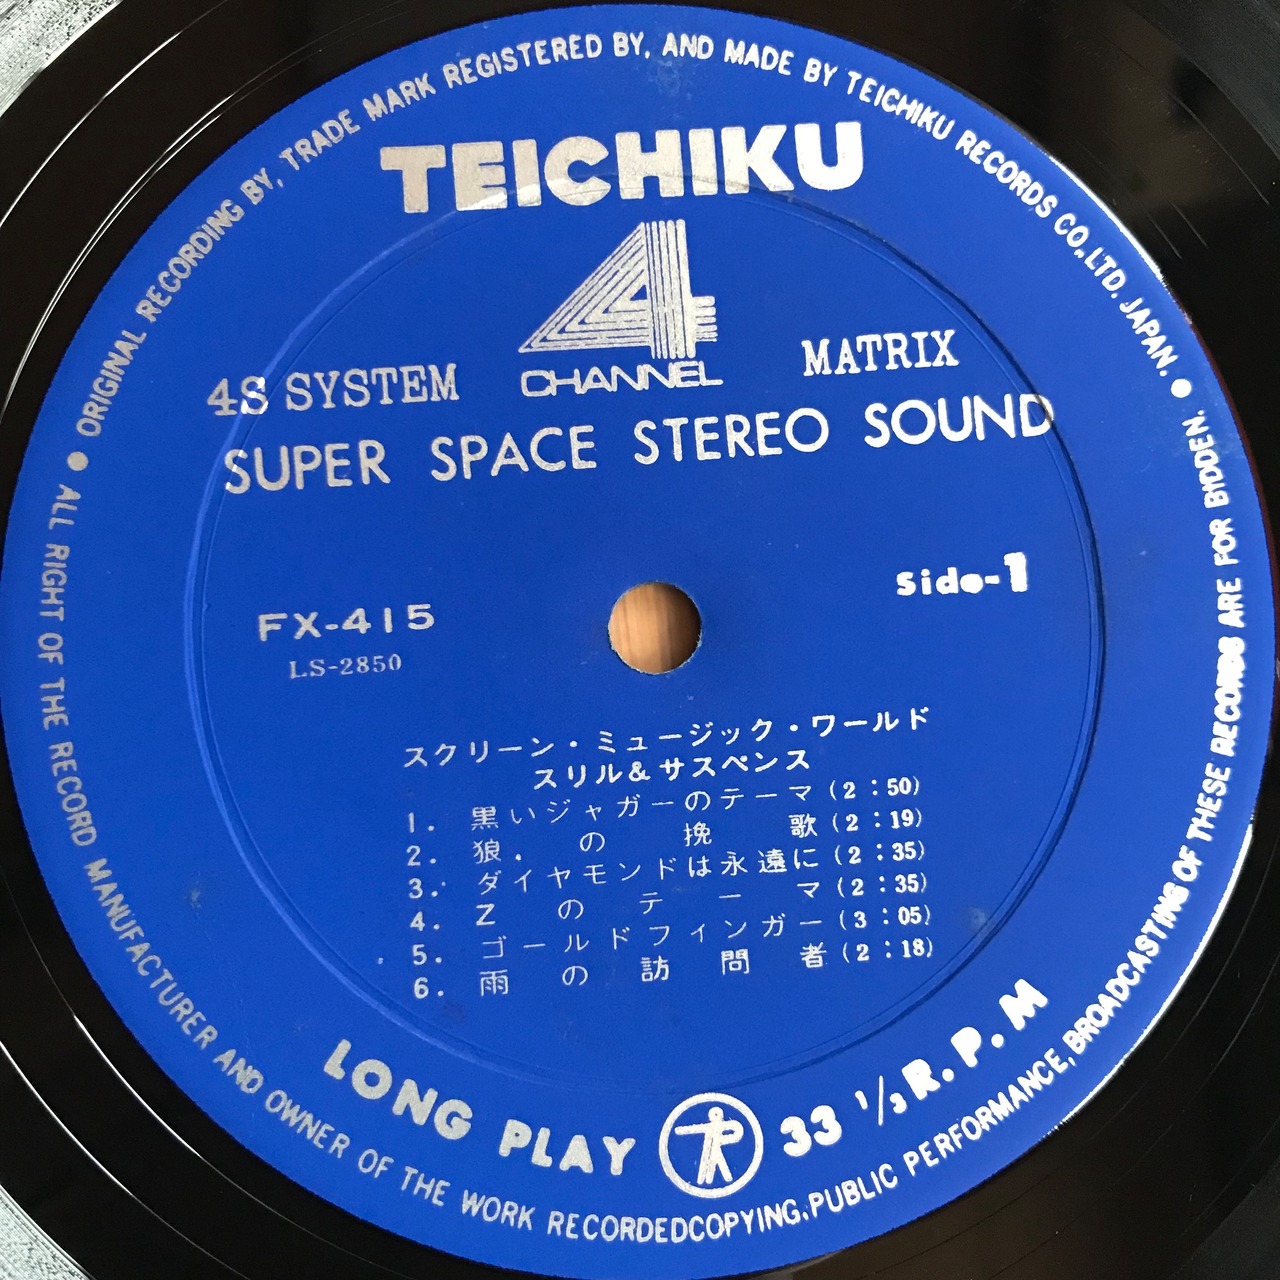 ● ORIGINAL RECORDING BY, TRADE MARK REGISTERED BY, AND MADE BY TEICHIKU RECORDS CO, LTD. JAPAN. ●
TEICHIKU
4
CHANNEL
4S SYSTEM
MATRIX
SUPER SPACE STEREO SOUND
Side-1
FX-415
LS-2850
スクリーン・ミュージック・ワールド
スリル&サスペンス
1. 黒いジャガーのテーマ (2:50)
2. 狼.の挽歌 (2:19)
3. ダイヤモンドは永遠に (2:35)
4. Zのテーマ (2:35)
5. ゴールドフィンガー (3:05)
6. 雨の訪問者 (2:18)
LONG PLAY
33 1/3 R.P.M
ALL RIGHT OF THE RECORD MANUFACTURER AND OWNER OF THE WORK RECORDEDCOPYING, PUBLIC PERFORMANCE, BROADCASTING OF THESE RECORDS ARE FOR BIDDEN.